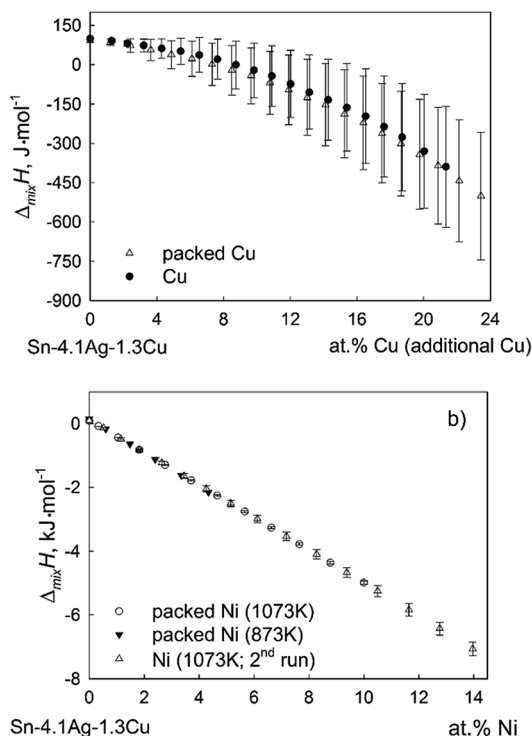 150
0
-150
-300
-450
-600
-750
-900
Δ_mixH, J·mol⁻¹
packed Cu
Cu
0 4 8 12 16 20 24
Sn-4.1Ag-1.3Cu at.% Cu (additional Cu)
b)
0
-2
-4
-6
-8
Δ_mixH, kJ·mol⁻¹
packed Ni (1073K)
packed Ni (873K)
Ni (1073K; 2nd run)
0 2 4 6 8 10 12 14
Sn-4.1Ag-1.3Cu at.% Ni